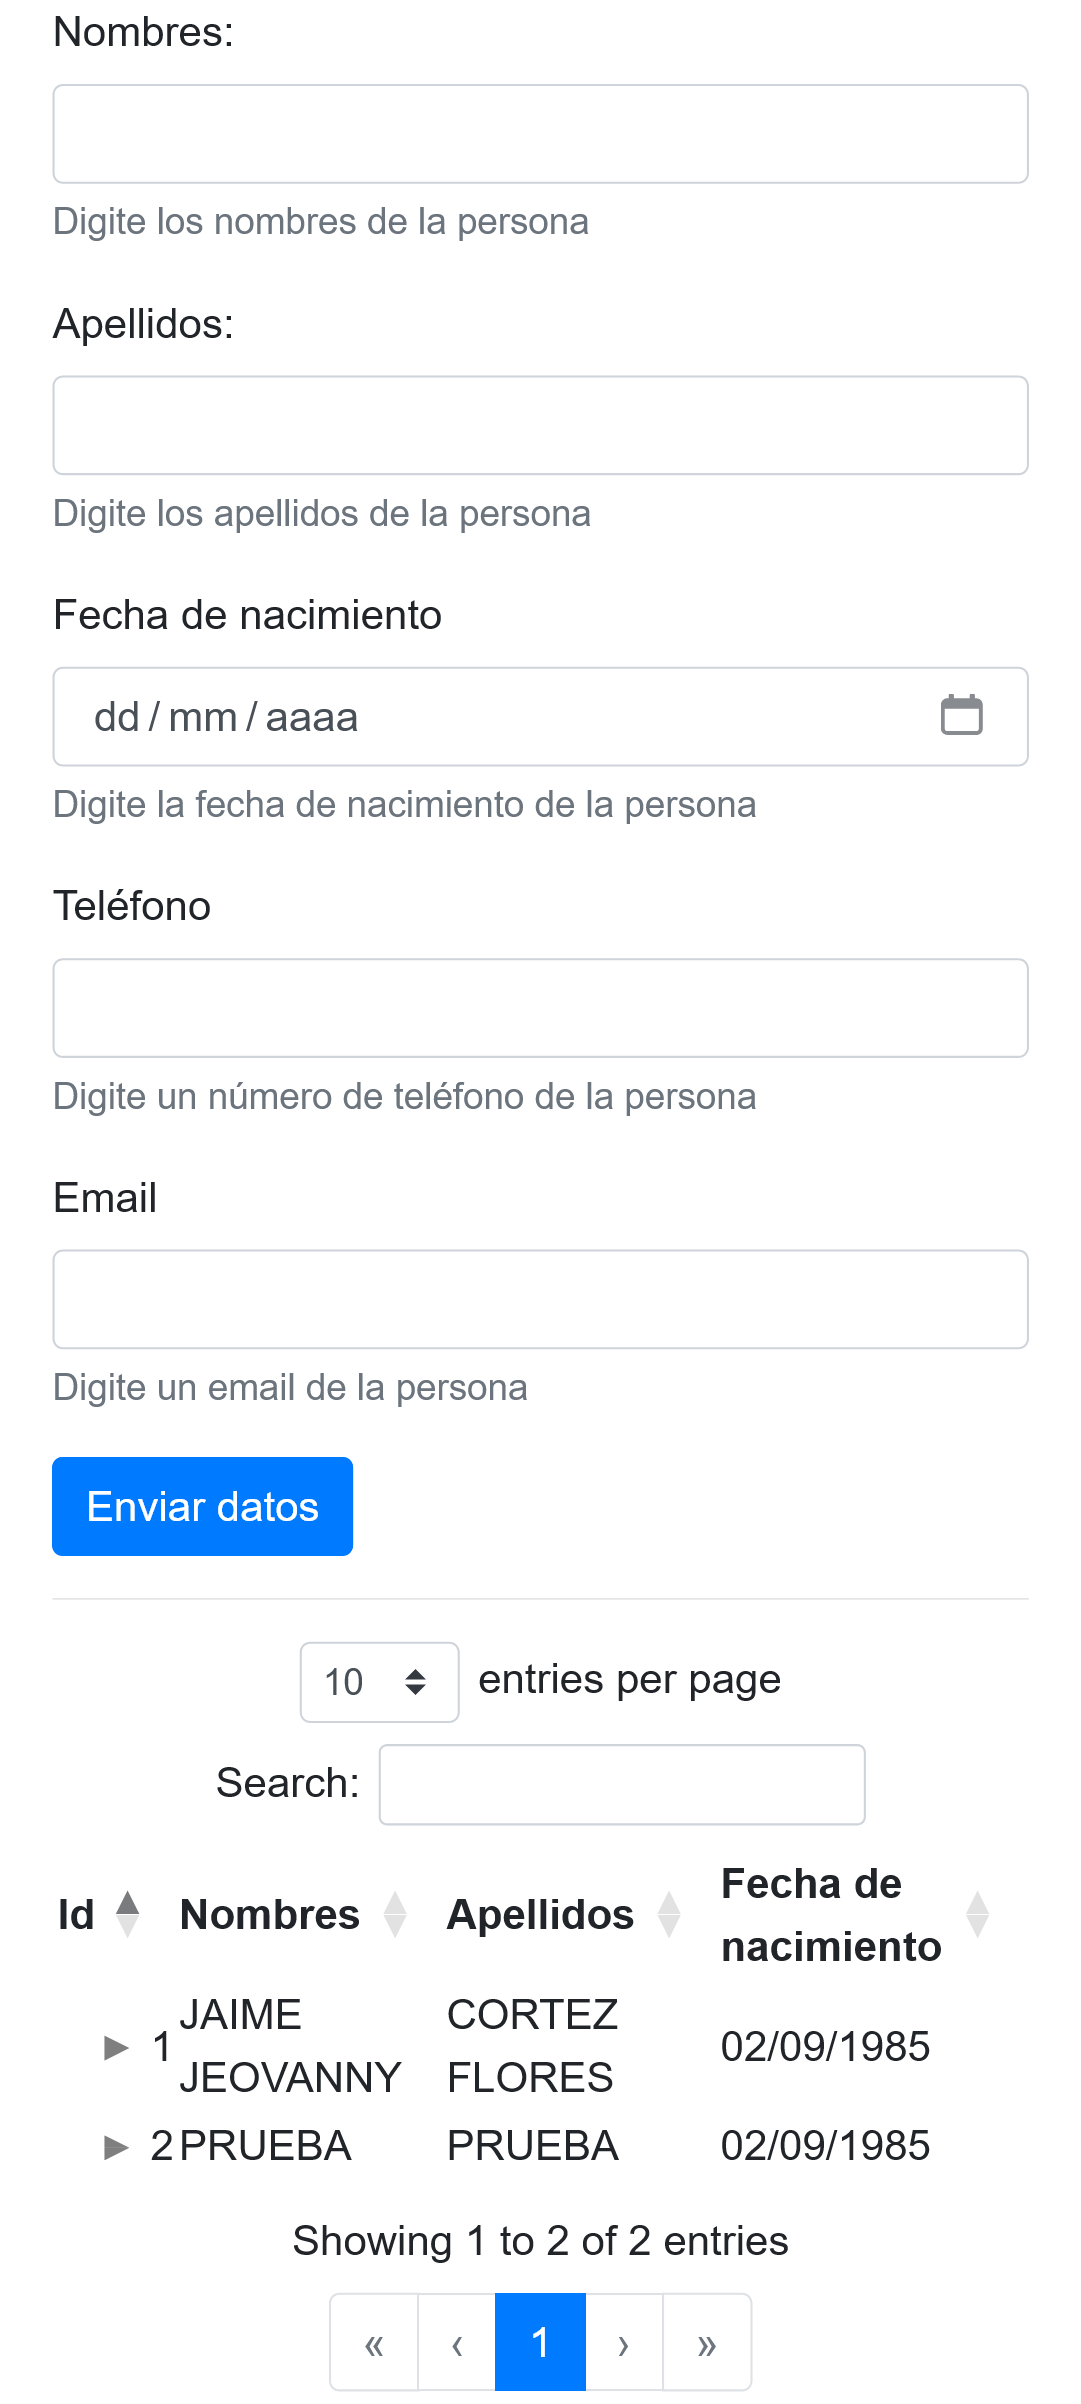 Nombres:
Digite los nombres de la persona
Apellidos:
Digite los apellidos de la persona
Fecha de nacimiento
dd / mm / aaaa
Digite la fecha de nacimiento de la persona
Teléfono
Digite un número de teléfono de la persona
Email
Digite un email de la persona
Enviar datos
10 entries per page
Search:
Id Nombres Apellidos Fecha de nacimiento
1 JAIME JEOVANNY CORTEZ FLORES 02/09/1985
2 PRUEBA PRUEBA 02/09/1985
Showing 1 to 2 of 2 entries
« ‹ 1 › »